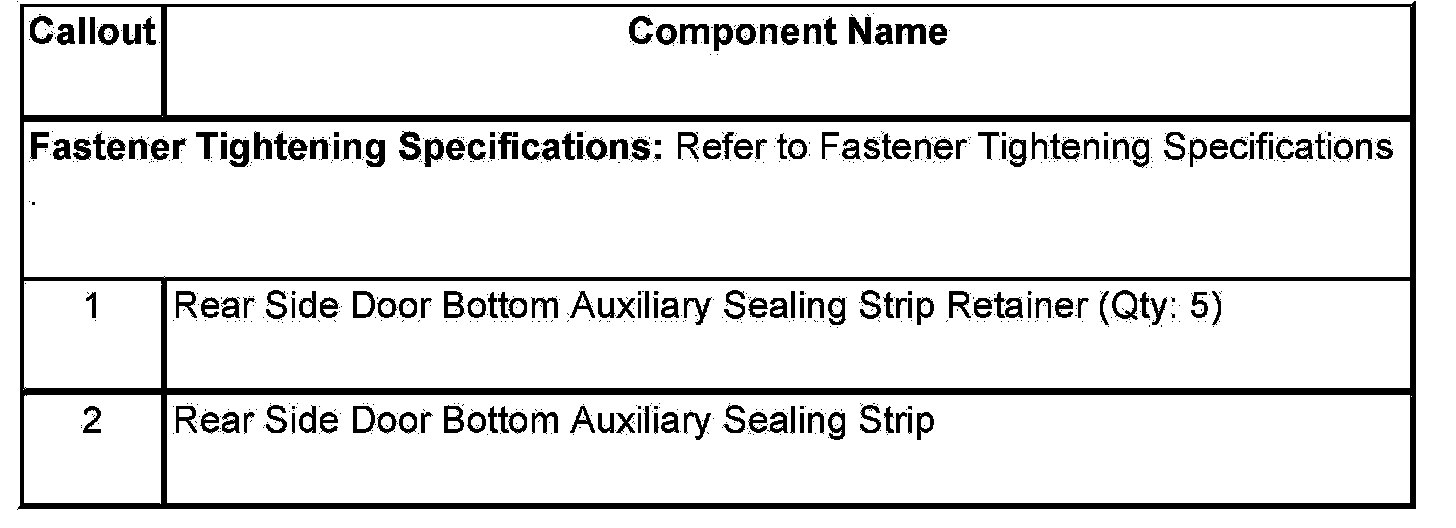 Callout Component Name
Fastener Tightening Specifications: Refer to Fastener Tightening Specifications
.
1 Rear Side Door Bottom Auxiliary Sealing Strip Retainer (Qty: 5)
2 Rear Side Door Bottom Auxiliary Sealing Strip